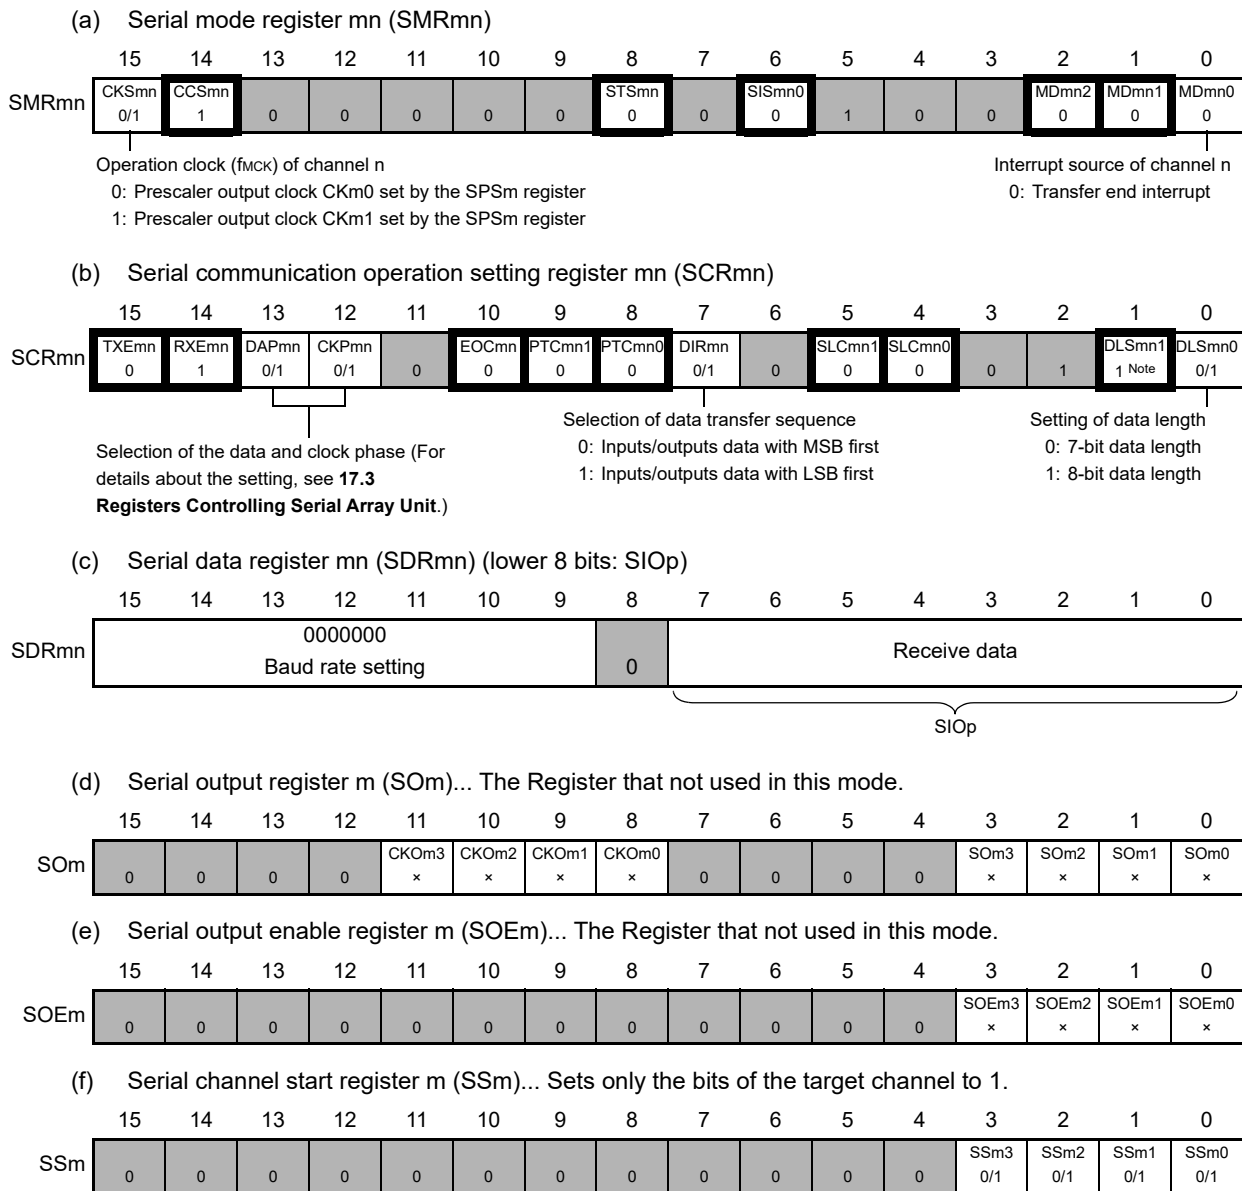 (a) Serial mode register mn (SMRmn)
15 14 13 12 11 10 9 8 7 6 5 4 3 2 1 0
SMRmn
CKSmn CCSmn STSmn SISmn0 MDmn2 MDmn1 MDmn0
0/1 1 0 0 0 0 0 0 0 0 1 0 0 0 0 0
Operation clock (fMCK) of channel n
0: Prescaler output clock CKm0 set by the SPSm register
1: Prescaler output clock CKm1 set by the SPSm register
Interrupt source of channel n
0: Transfer end interrupt
(b) Serial communication operation setting register mn (SCRmn)
15 14 13 12 11 10 9 8 7 6 5 4 3 2 1 0
SCRmn
TXEmn RXEmn DAPmn CKPmn EOCmn PTCmn1 PTCmn0 DIRmn SLCmn1 SLCmn0 DLSmn1 DLSmn0
0 1 0/1 0/1 0 0 0 0 0/1 0 0 0 0 1 1 Note 0/1
Selection of the data and clock phase (For
details about the setting, see 17.3
Registers Controlling Serial Array Unit.)
Selection of data transfer sequence
0: Inputs/outputs data with MSB first
1: Inputs/outputs data with LSB first
Setting of data length
0: 7-bit data length
1: 8-bit data length
(c) Serial data register mn (SDRmn) (lower 8 bits: SIOp)
15 14 13 12 11 10 9 8 7 6 5 4 3 2 1 0
SDRmn
0000000
Baud rate setting
0
Receive data
SIOp
(d) Serial output register m (SOm)... The Register that not used in this mode.
15 14 13 12 11 10 9 8 7 6 5 4 3 2 1 0
SOm
CKOm3 CKOm2 CKOm1 CKOm0 SOm3 SOm2 SOm1 SOm0
0 0 0 0 × × × × 0 0 0 0 × × × ×
(e) Serial output enable register m (SOEm)... The Register that not used in this mode.
15 14 13 12 11 10 9 8 7 6 5 4 3 2 1 0
SOEm
SOEm3 SOEm2 SOEm1 SOEm0
0 0 0 0 0 0 0 0 0 0 0 0 × × × ×
(f) Serial channel start register m (SSm)... Sets only the bits of the target channel to 1.
15 14 13 12 11 10 9 8 7 6 5 4 3 2 1 0
SSm
SSm3 SSm2 SSm1 SSm0
0 0 0 0 0 0 0 0 0 0 0 0 0/1 0/1 0/1 0/1